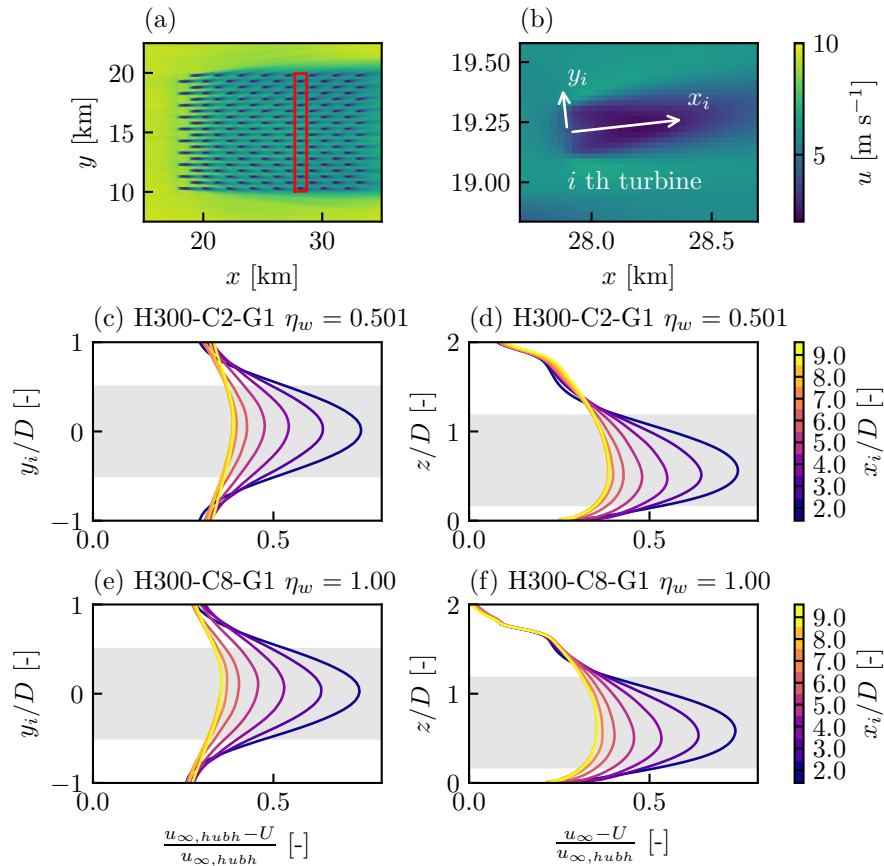 (a)
(b)
20
15
10
y [km]
20
30
x [km]
19.50
19.25
19.00
y_i
x_i
i th turbine
28.0
28.5
x [km]
10
5
u [m s⁻¹]
(c) H300-C2-G1 η_w = 0.501
(d) H300-C2-G1 η_w = 0.501
1
0
−1
y_i/D [-]
0.0
0.5
2
1
0
z/D [-]
0.0
0.5
9.0
8.0
7.0
6.0
5.0
4.0
3.0
2.0
x_i/D [-]
(e) H300-C8-G1 η_w = 1.00
(f) H300-C8-G1 η_w = 1.00
1
0
−1
y_i/D [-]
0.0
0.5
2
1
0
z/D [-]
0.0
0.5
9.0
8.0
7.0
6.0
5.0
4.0
3.0
2.0
x_i/D [-]
u_∞,hubh−U
u_∞,hubh
[-]
u_∞−U
u_∞,hubh
[-]